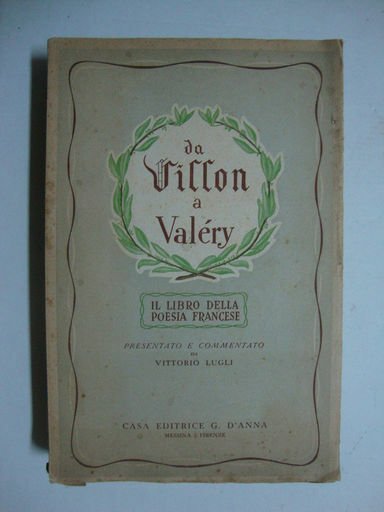 da
Villon
a
Valéry
IL LIBRO DELLA
POESIA FRANCESE
PRESENTATO E COMMENTATO
DA
VITTORIO LUGLI
CASA EDITRICE G. D'ANNA
MESSINA - FIRENZE